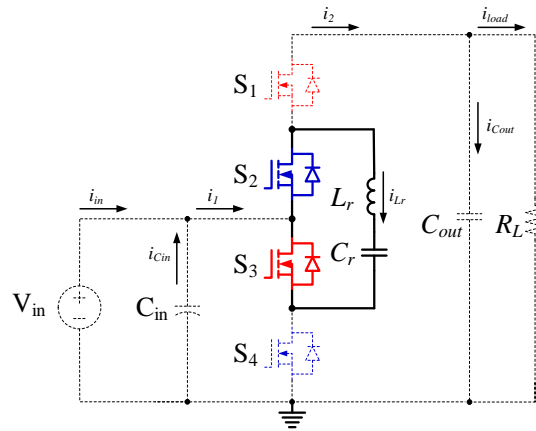 i2
iload
S1
iCout
S2
Lr
iLr
iin
i1
Cout
RL
iCin
S3
Cr
Vin
Cin
S4